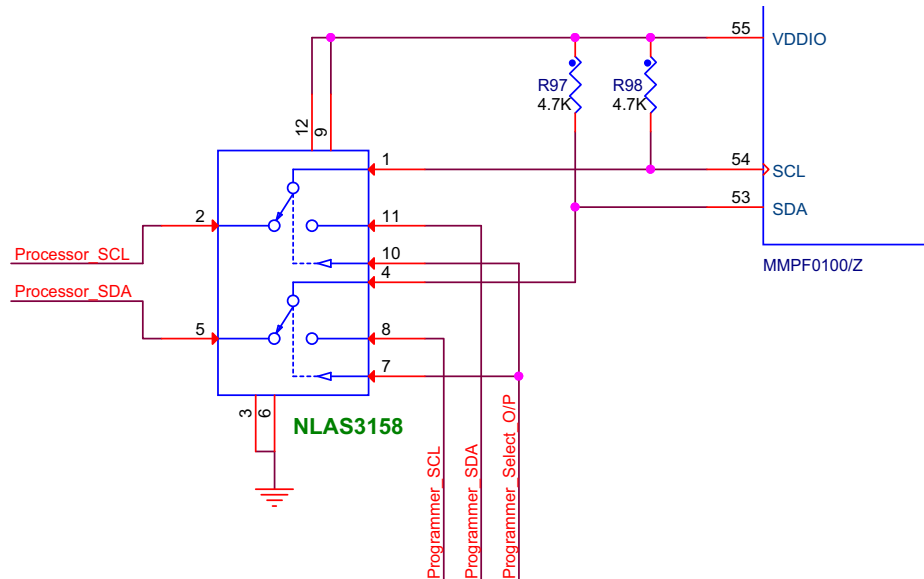 55
VDDIO
R97
4.7K
R98
4.7K
12
9
1
54
SCL
53
SDA
2
11
Processor_SCL
10
MMPF0100/Z
4
Processor_SDA
5
8
7
3
6
NLAS3158
Programmer_SCL
Programmer_SDA
Programmer_Select_O/P